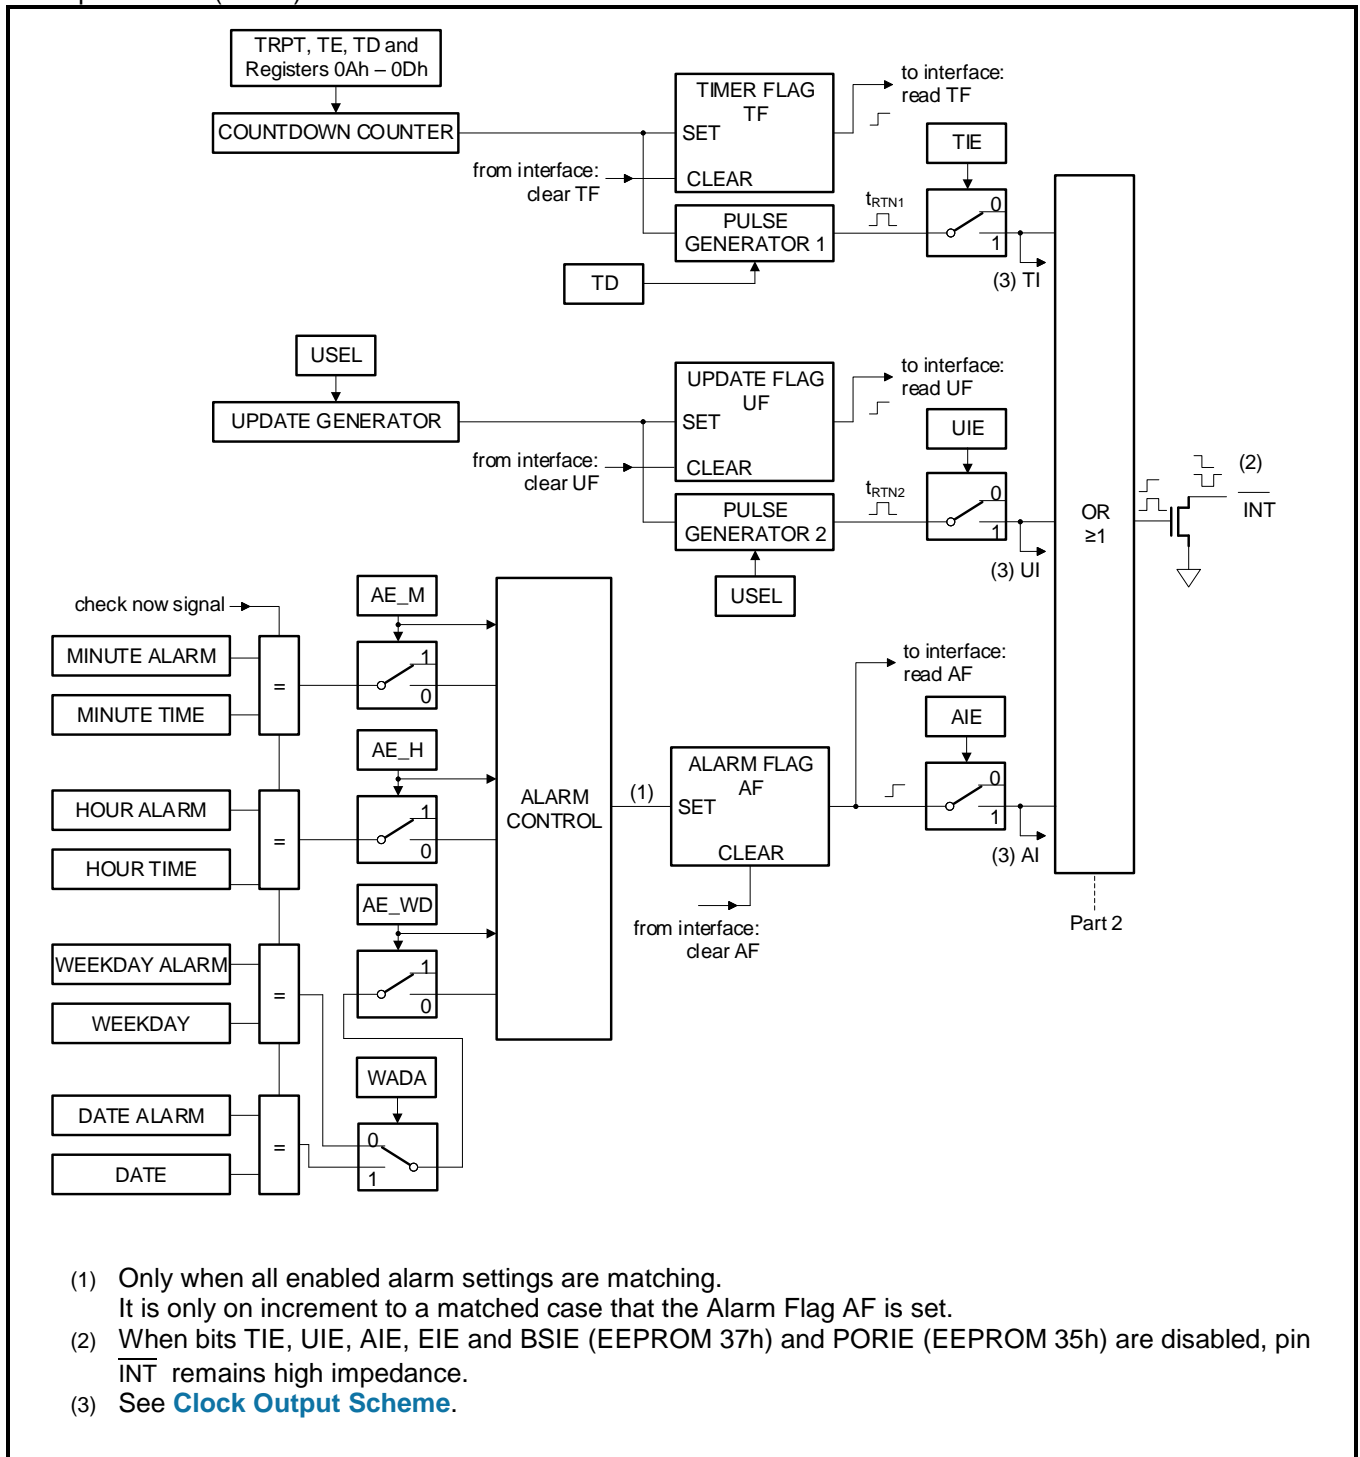 TRPT, TE, TD and
Registers 0Ah – 0Dh
COUNTDOWN COUNTER
from interface:
clear TF
TIMER FLAG
TF
SET
CLEAR
to interface:
read TF
PULSE
GENERATOR 1
TD
tRTN1
TIE
0
1
(3) TI
USEL
UPDATE GENERATOR
from interface:
clear UF
UPDATE FLAG
UF
SET
CLEAR
to interface:
read UF
PULSE
GENERATOR 2
USEL
tRTN2
UIE
0
1
(3) UI
OR
≥1
(2)
INT
check now signal
MINUTE ALARM
MINUTE TIME
=
AE_M
1
0
HOUR ALARM
HOUR TIME
=
AE_H
1
0
WEEKDAY ALARM
WEEKDAY
=
AE_WD
1
0
DATE ALARM
DATE
=
WADA
0
1
ALARM
CONTROL
(1)
ALARM FLAG
AF
SET
CLEAR
from interface:
clear AF
to interface:
read AF
AIE
0
1
(3) AI
Part 2
(1) Only when all enabled alarm settings are matching.
It is only on increment to a matched case that the Alarm Flag AF is set.
(2) When bits TIE, UIE, AIE, EIE and BSIE (EEPROM 37h) and PORIE (EEPROM 35h) are disabled, pin
INT remains high impedance.
(3) See Clock Output Scheme.